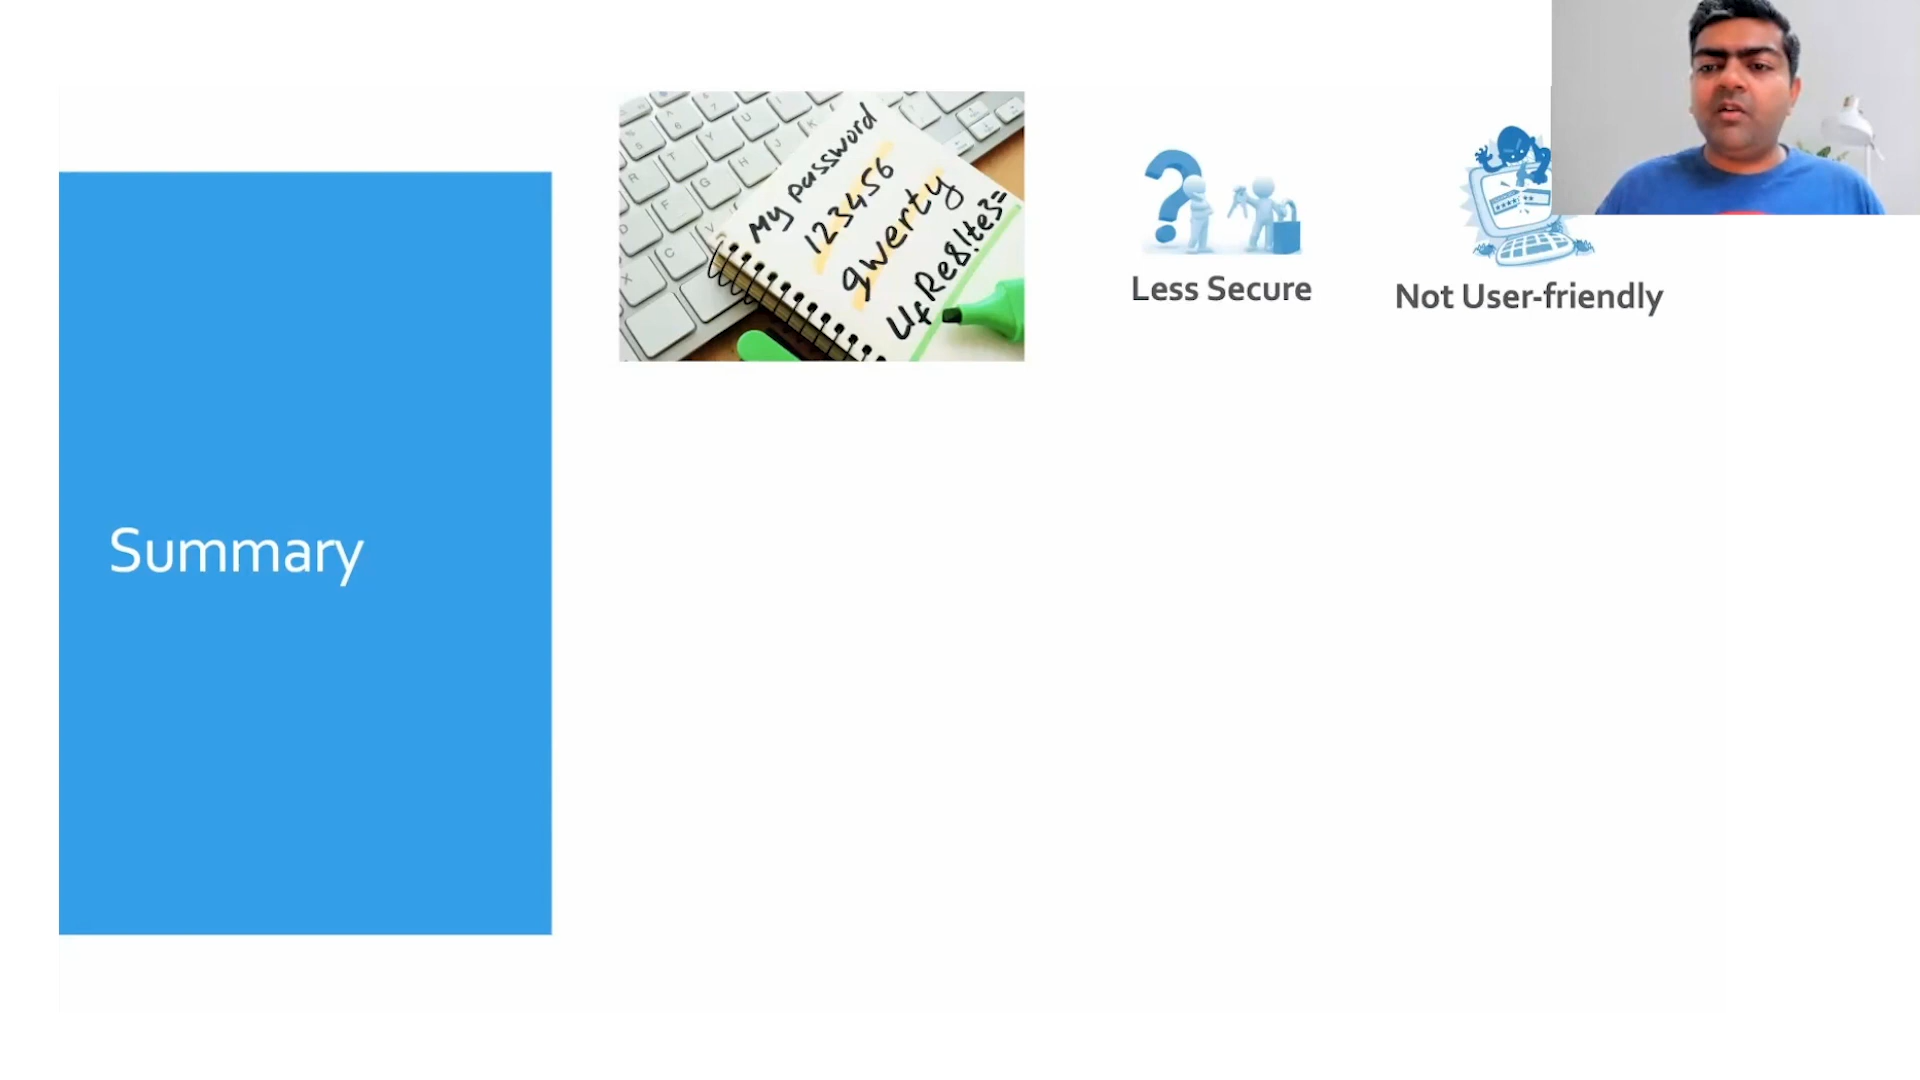 My password
123456
qwerty
UfRe8!te3=
Less Secure
Not User-friendly
Summary